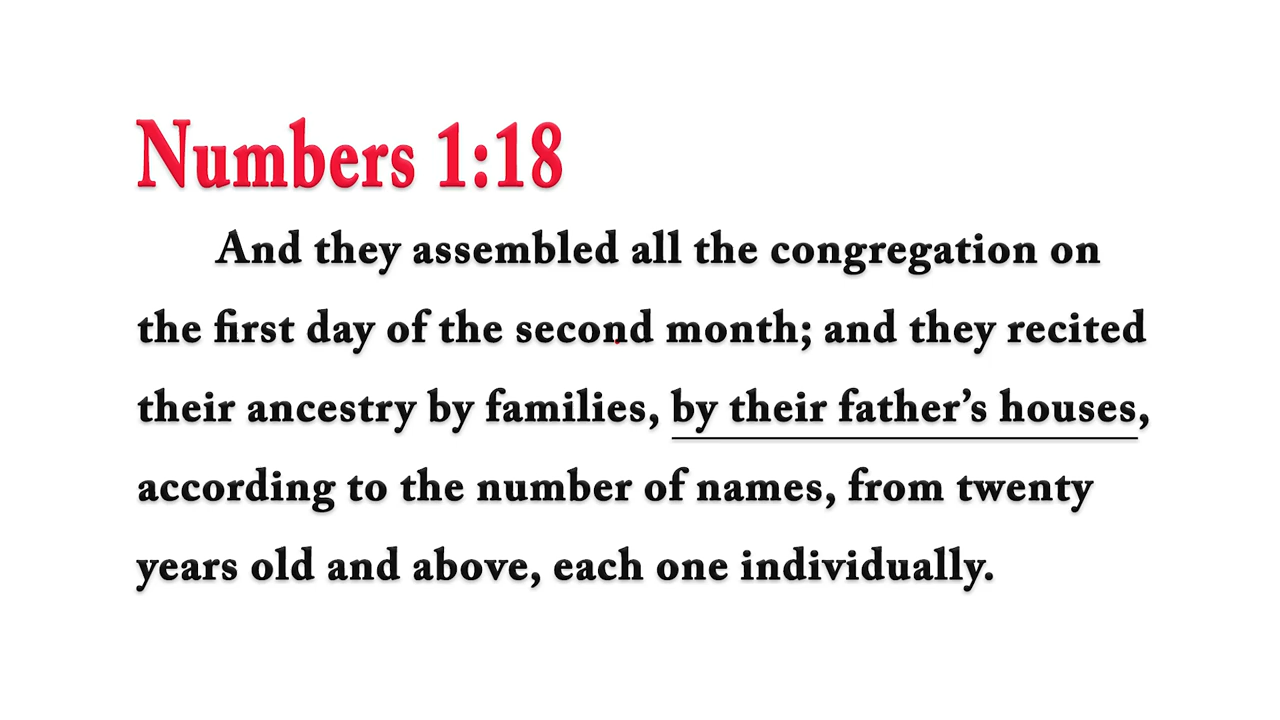 Numbers 1:18
And they assembled all the congregation on
the first day of the second month; and they recited
their ancestry by families, by their father’s houses,
according to the number of names, from twenty
years old and above, each one individually.